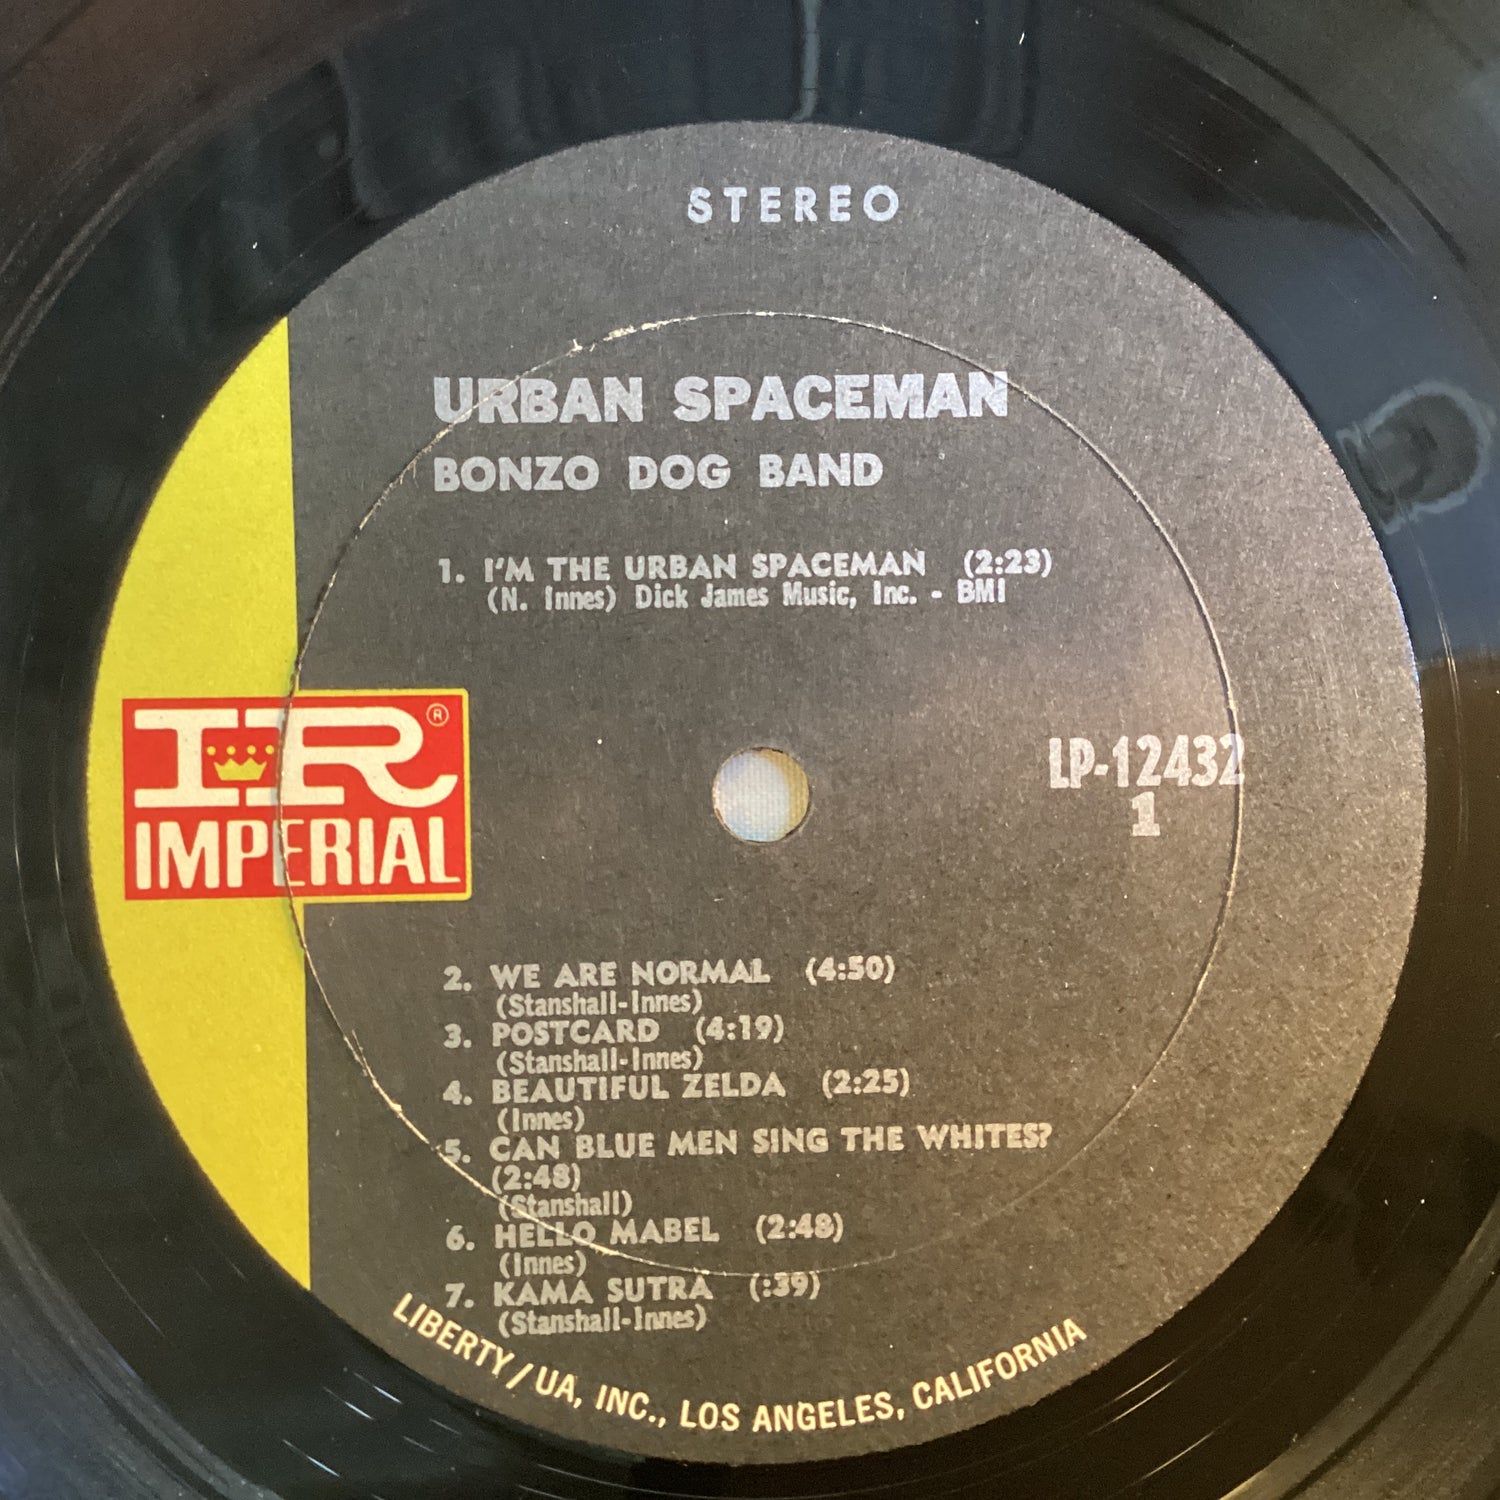 STEREO
URBAN SPACEMAN
BONZO DOG BAND
1. I'M THE URBAN SPACEMAN (2:23)
(N. Innes) Dick James Music, Inc. - BMI
IR ®
IMPERIAL
LP-12432
1
2. WE ARE NORMAL (4:50)
(Stanshall-Innes)
3. POSTCARD (4:19)
(Stanshall-Innes)
4. BEAUTIFUL ZELDA (2:25)
(Innes)
5. CAN BLUE MEN SING THE WHITES?
(2:48)
(Stanshall)
6. HELLO MABEL (2:48)
(Innes)
7. KAMA SUTRA (:39)
(Stanshall-Innes)
LIBERTY/UA, INC., LOS ANGELES, CALIFORNIA